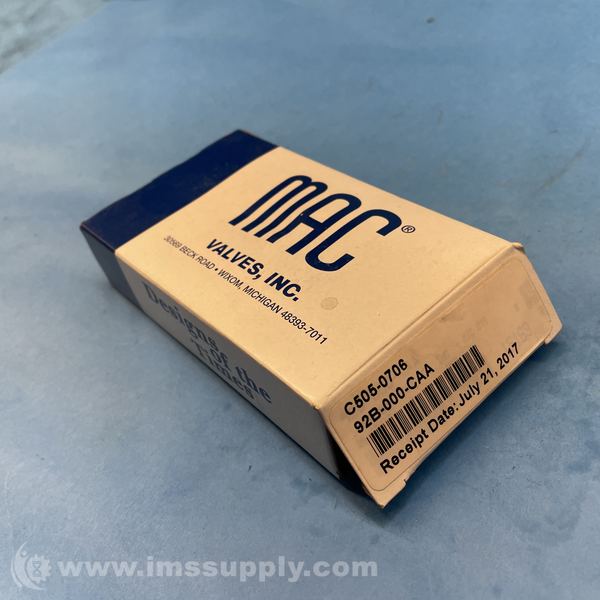 MAC®
VALVES, INC.
30569 BECK ROAD • WIXOM, MICHIGAN 48393-7011
Designs
of the
Times
C505-0706
92B-000-CAA
Receipt Date: July 21, 2017
www.imssupply.com